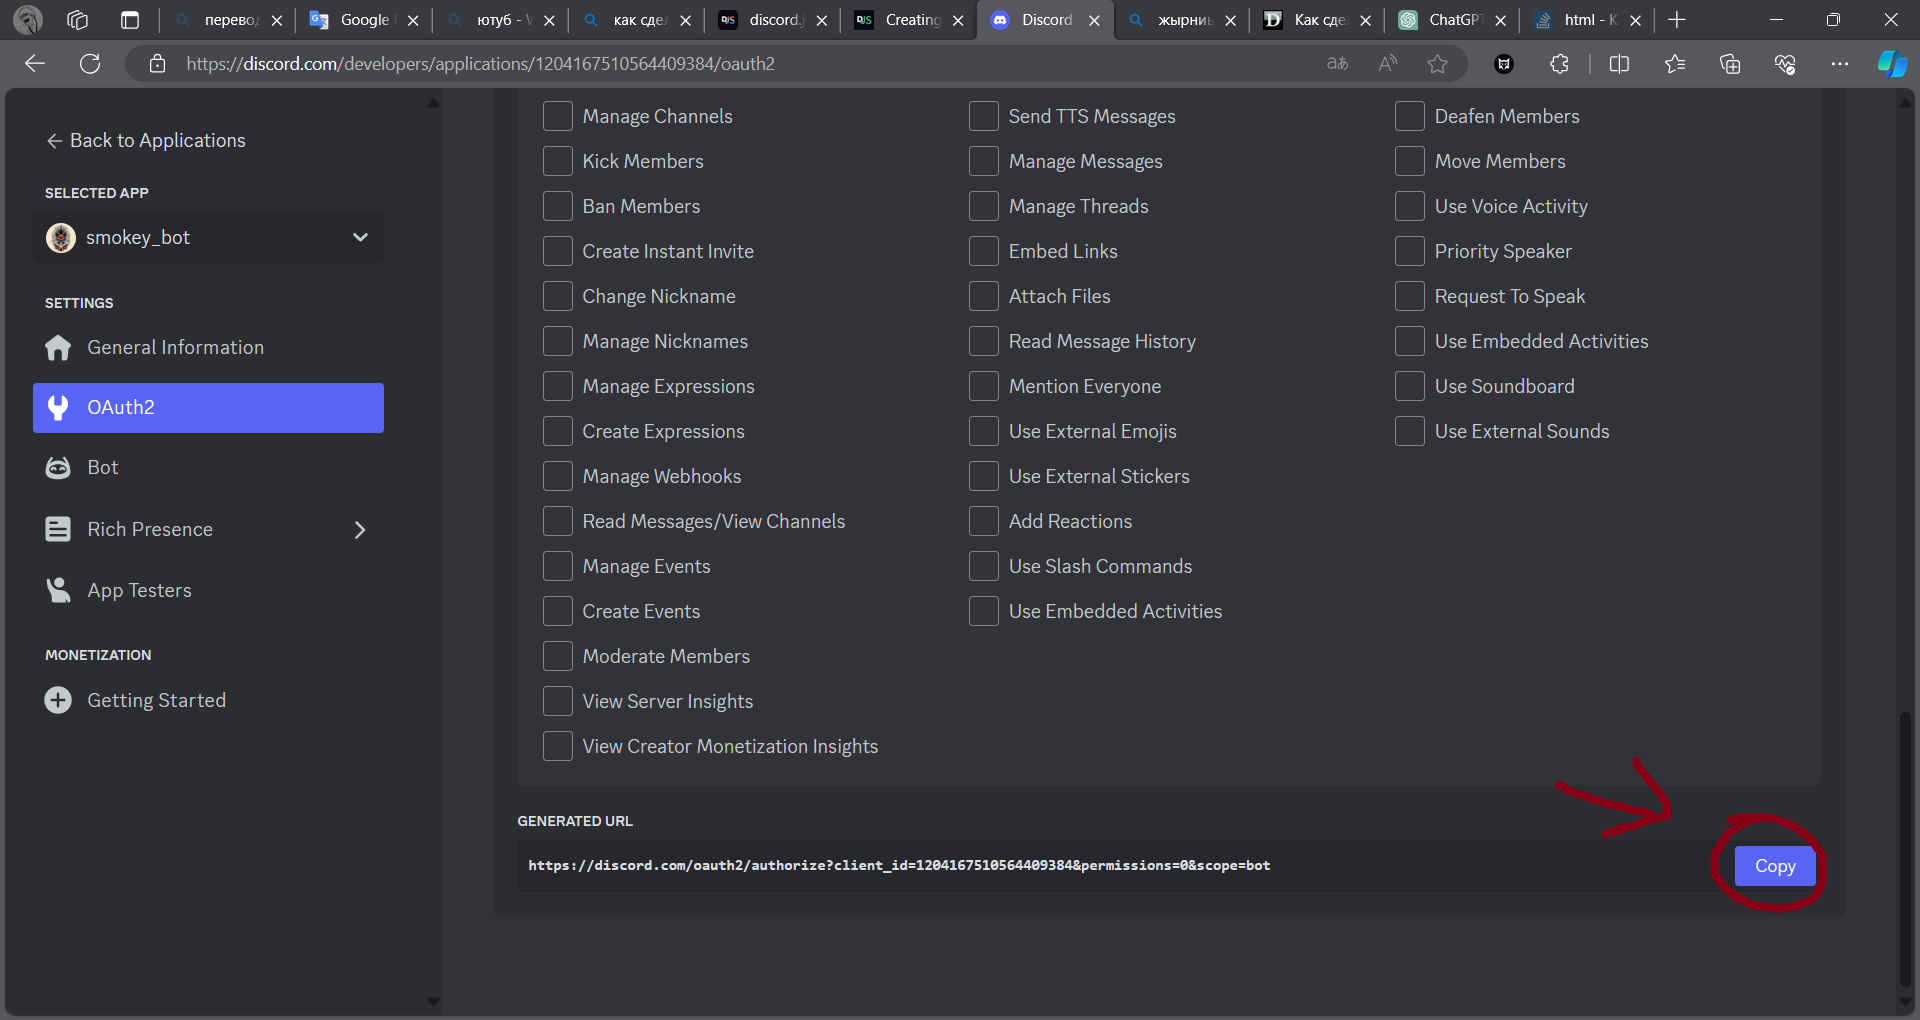 перевод
Google
ютуб - Y
как сдел
discord.j
Creating
Discord
жырни
Как сде
ChatGPT
html - K
https://discord.com/developers/applications/1204167510564409384/oauth2
Back to Applications
SELECTED APP
smokey_bot
SETTINGS
General Information
OAuth2
Bot
Rich Presence
App Testers
MONETIZATION
Getting Started
Manage Channels
Kick Members
Ban Members
Create Instant Invite
Change Nickname
Manage Nicknames
Manage Expressions
Create Expressions
Manage Webhooks
Read Messages/View Channels
Manage Events
Create Events
Moderate Members
View Server Insights
View Creator Monetization Insights
Send TTS Messages
Manage Messages
Manage Threads
Embed Links
Attach Files
Read Message History
Mention Everyone
Use External Emojis
Use External Stickers
Add Reactions
Use Slash Commands
Use Embedded Activities
Deafen Members
Move Members
Use Voice Activity
Priority Speaker
Request To Speak
Use Embedded Activities
Use Soundboard
Use External Sounds
GENERATED URL
https://discord.com/oauth2/authorize?client_id=1204167510564409384&permissions=0&scope=bot
Copy